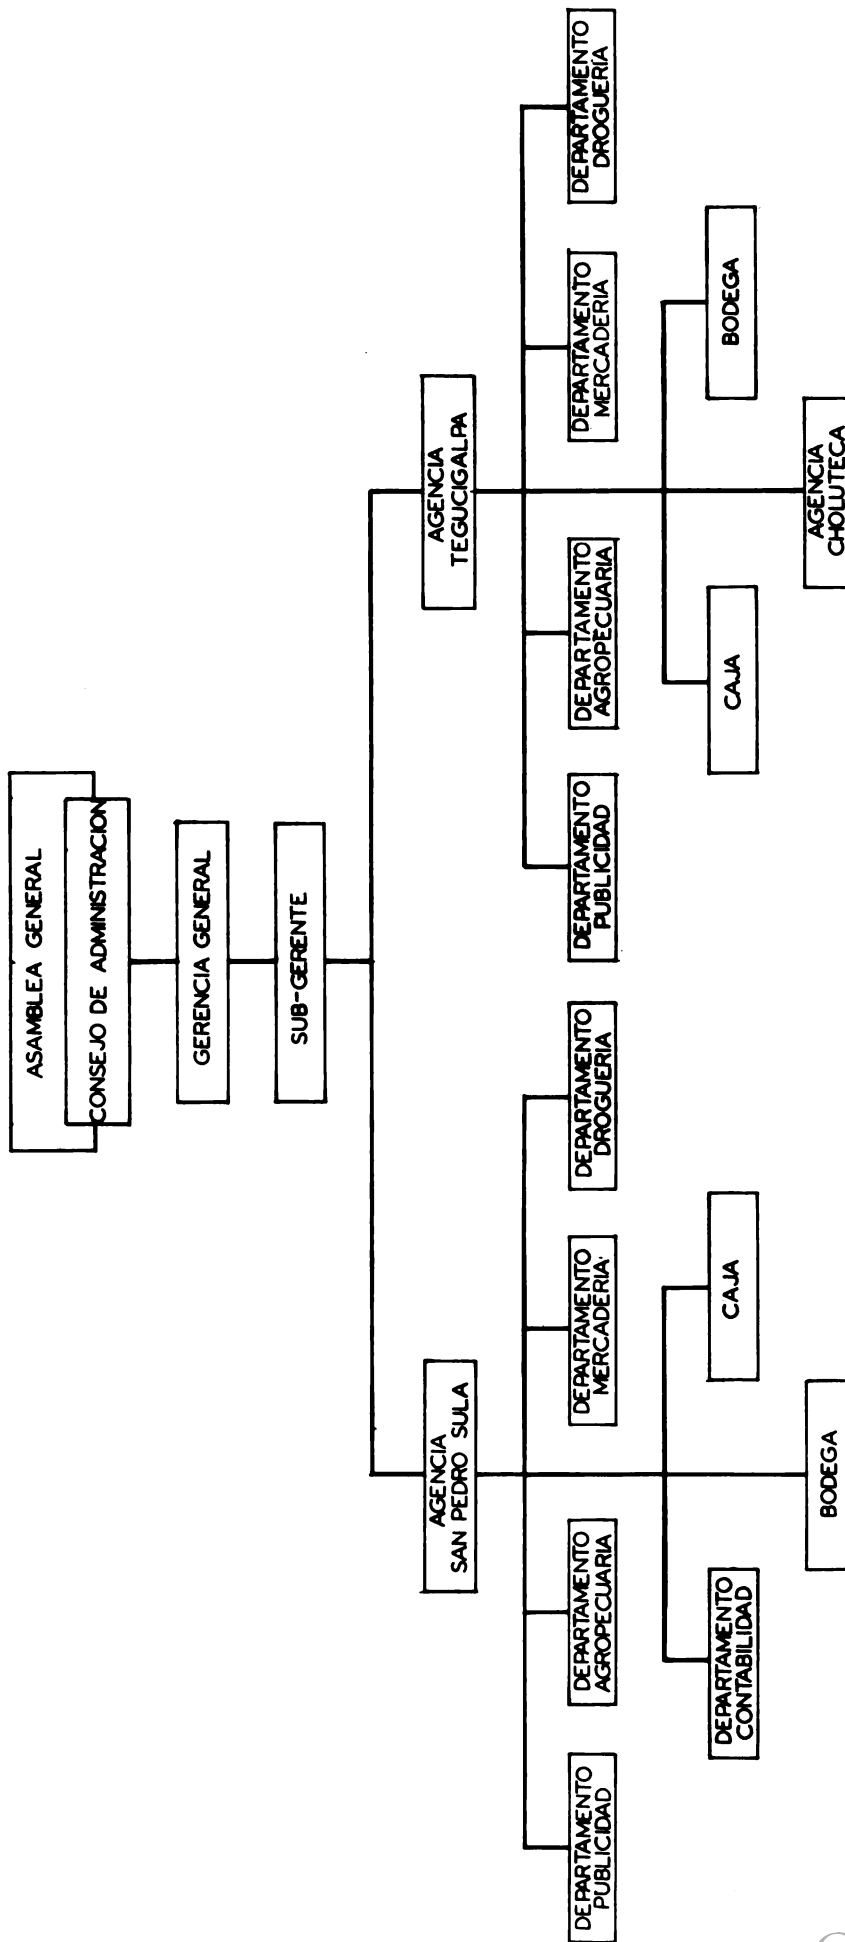 ASAMBLEA GENERAL
CONSEJO DE ADMINISTRACION
GERENCIA GENERAL
SUB-GERENTE
AGENCIA
SAN PEDRO SULA
AGENCIA
TEGUCIGALPA
DEPARTAMENTO
PUBLICIDAD
DEPARTAMENTO
AGROPECUARIA
DEPARTAMENTO
MERCADERIA
DEPARTAMENTO
DROGUERIA
DEPARTAMENTO
PUBLICIDAD
DEPARTAMENTO
AGROPECUARIA
DEPARTAMENTO
MERCADERIA
DEPARTAMENTO
DROGUERÍA
DEPARTAMENTO
CONTABILIDAD
CAJA
CAJA
BODEGA
BODEGA
AGENCIA
CHOLUTECA